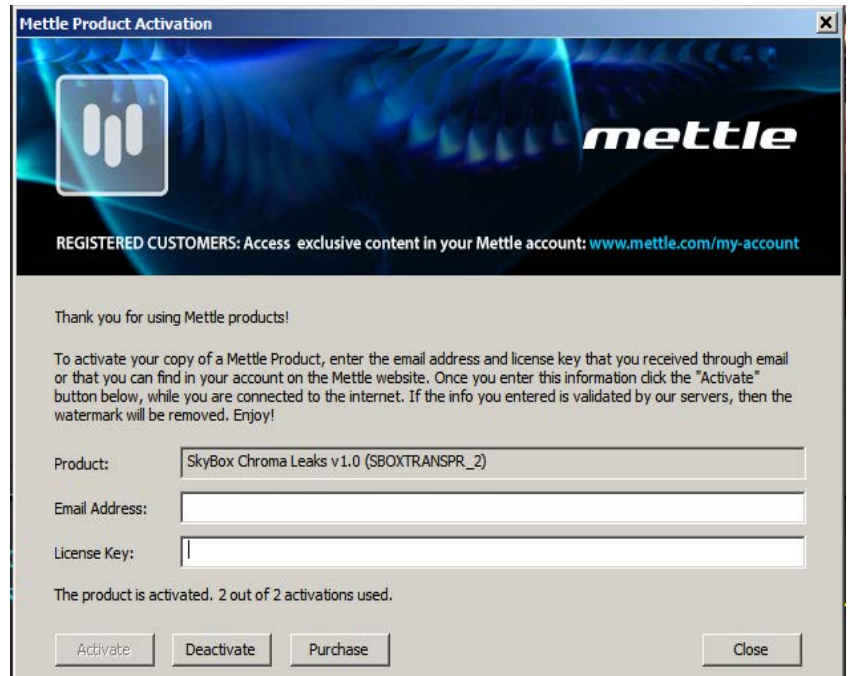 Mettle Product Activation
mettle
REGISTERED CUSTOMERS: Access exclusive content in your Mettle account: www.mettle.com/my-account
Thank you for using Mettle products!
To activate your copy of a Mettle Product, enter the email address and license key that you received through email
or that you can find in your account on the Mettle website. Once you enter this information click the "Activate"
button below, while you are connected to the internet. If the info you entered is validated by our servers, then the
watermark will be removed. Enjoy!
Product: SkyBox Chroma Leaks v1.0 (SBOXTRANSPR_2)
Email Address:
License Key:
The product is activated. 2 out of 2 activations used.
Activate Deactivate Purchase Close